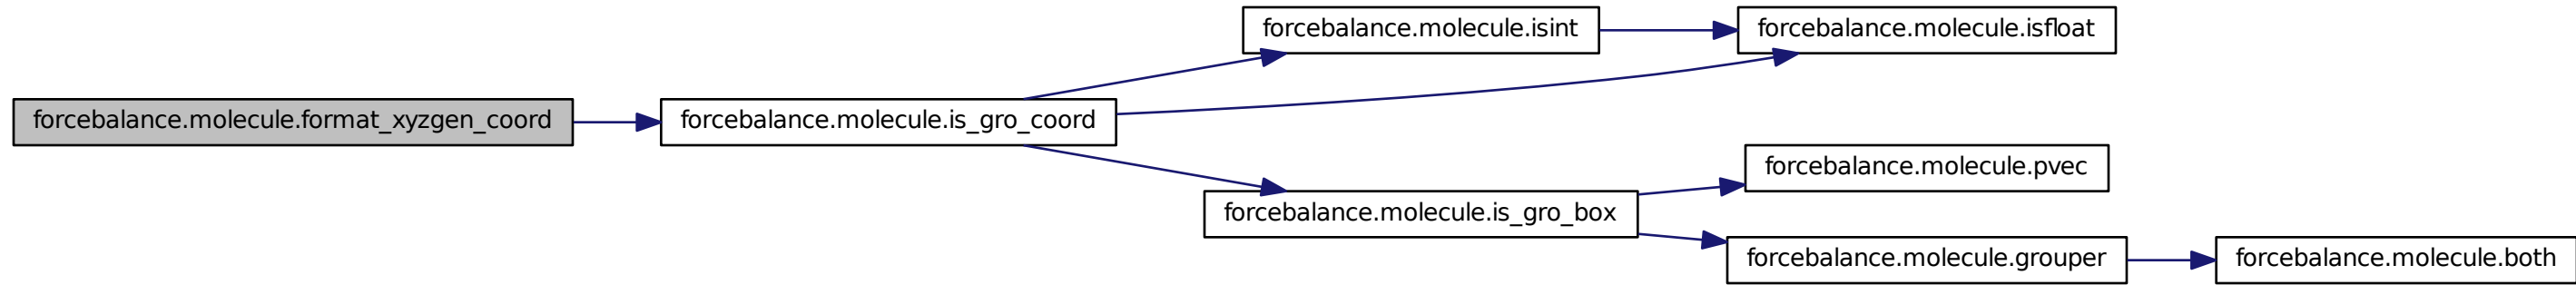 forcebalance.molecule.format_xyzgen_coord
forcebalance.molecule.is_gro_coord
forcebalance.molecule.isint
forcebalance.molecule.isfloat
forcebalance.molecule.is_gro_box
forcebalance.molecule.pvec
forcebalance.molecule.grouper
forcebalance.molecule.both